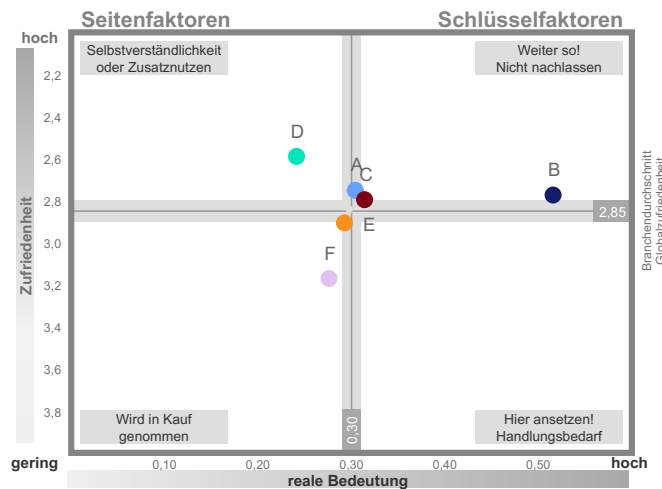 Seitenfaktoren
Schlüsselfaktoren
hoch
Selbstverständlichkeit
oder Zusatznutzen
Weiter so!
Nicht nachlassen
2,2
2,6
2,8
3,0
3,2
3,4
3,6
3,8
Zufriedenheit
D
A
C
B
E
F
2,85
Branchendurchschnitt
Globalzufriedenheit
Wird in Kauf
genommen
0,30
Hier ansetzen!
Handlungsbedarf
gering
0,10
0,20
0,30
0,40
0,50
hoch
reale Bedeutung